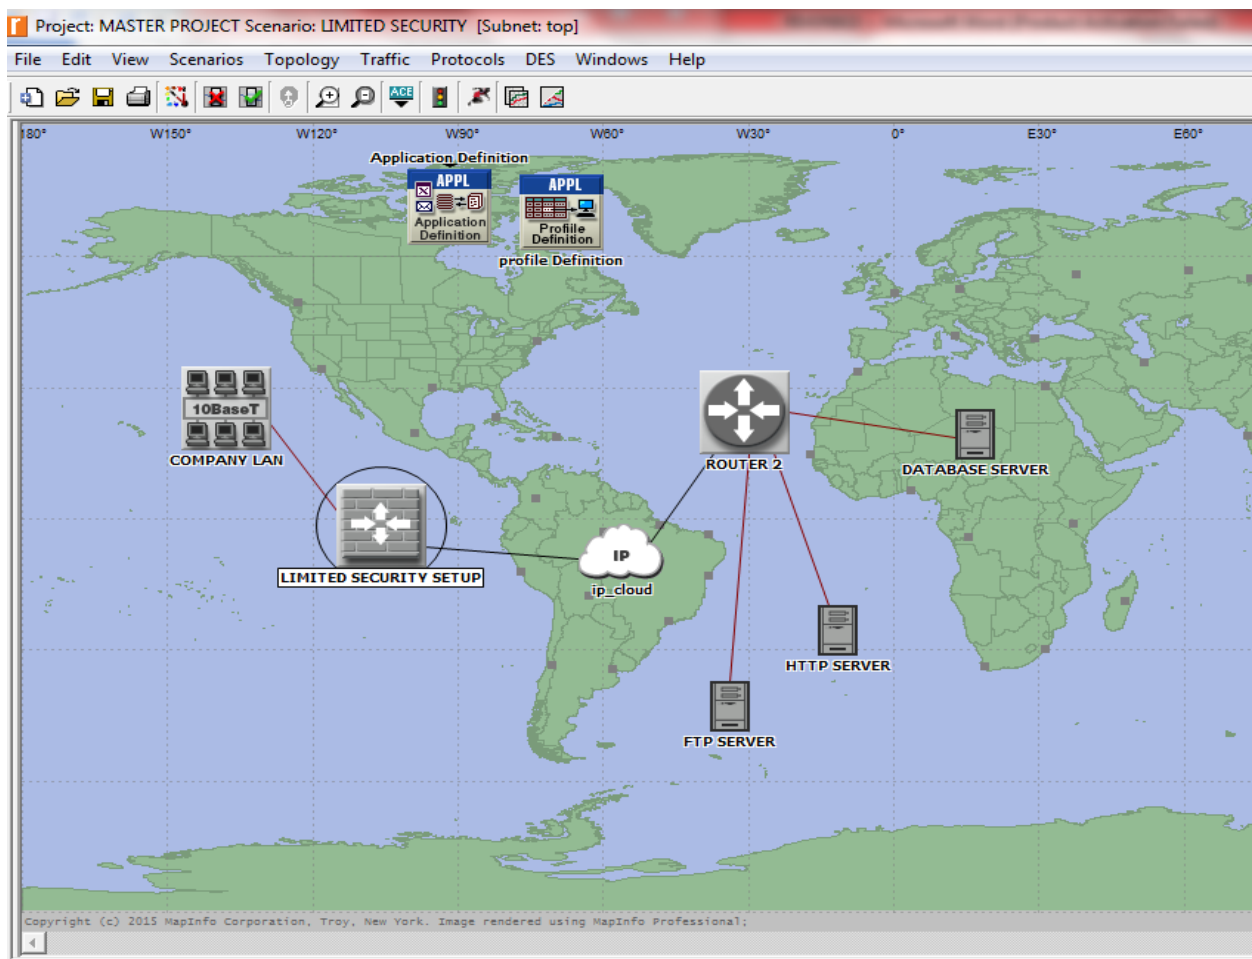 Project: MASTER PROJECT Scenario: LIMITED SECURITY [Subnet: top]
File Edit View Scenarios Topology Traffic Protocols DES Windows Help
ACE
180° W150° W120° W90° W60° W30° 0° E30° E60°
Application Definition
APPL
Application
Definition
APPL
Profiile
Definition
profile Definition
10BaseT
COMPANY LAN
ROUTER 2
DATABASE SERVER
LIMITED SECURITY SETUP
IP
ip_cloud
HTTP SERVER
FTP SERVER
Copyright (c) 2015 MapInfo Corporation, Troy, New York. Image rendered using MapInfo Professional;